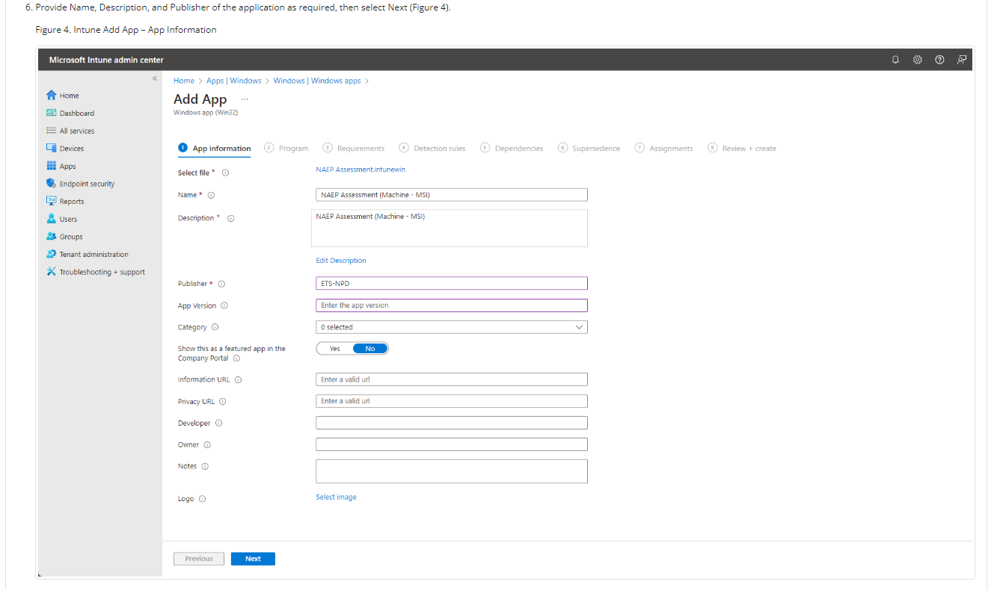 6. Provide Name, Description, and Publisher of the application as required, then select Next (Figure 4).
Figure 4. Intune Add App – App Information
Microsoft Intune admin center
«
Home > Apps | Windows > Windows | Windows apps >
Add App ...
Windows app (Win32)
Home
Dashboard
All services
Devices
Apps
Endpoint security
Reports
Users
Groups
Tenant administration
Troubleshooting + support
1 App information 2 Program 3 Requirements 4 Detection rules 5 Dependencies 6 Supersedence 7 Assignments 8 Review + create
Select file * NAEP Assessment.intunewin
Name * NAEP Assessment (Machine - MSI)
Description * NAEP Assessment (Machine - MSI)
Edit Description
Publisher * ETS-NPD
App Version Enter the app version
Category 0 selected
Show this as a featured app in the Yes No
Company Portal
Information URL Enter a valid url
Privacy URL Enter a valid url
Developer
Owner
Notes
Logo Select image
Previous Next